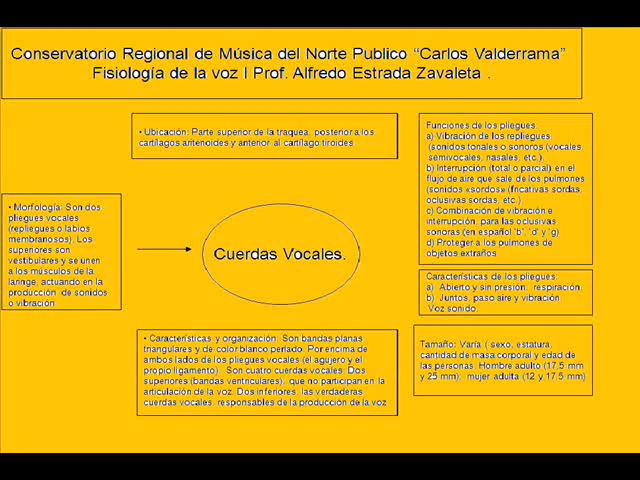 Conservatorio Regional de Música del Norte Publico “Carlos Valderrama”
Fisiología de la voz I Prof. Alfredo Estrada Zavaleta .
• Ubicación: Parte superior de la traquea, posterior a los
cartílagos aritenoides y anterior al cartílago tiroides
Funciones de los pliegues.
a) Vibración de los repliegues
(sonidos tonales o sonoros (vocales,
semivocales, nasales, etc.).
b) Interrupción (total o parcial) en el
flujo de aire que sale de los pulmones
(sonidos «sordos» (fricativas sordas,
oclusivas sordas, etc.)
c) Combinación de vibración e
interrupción, para las oclusivas
sonoras (en español 'b', 'd' y 'g)
d) Proteger a los pulmones de
objetos extraños
• Morfología: Son dos
pliegues vocales
(repliegues o labios
membranosos). Los
superiores son
vestibulares y se unen
a los músculos de la
laringe, actuando en la
producción de sonidos
o vibración
Cuerdas Vocales.
Características de los pliegues:
a) Abierto y sin presión: respiración.
b) Juntos, paso aire y vibración:
Voz sonido.
• Características y organización: Son bandas planas,
triangulares y de color blanco perlado. Por encima de
ambos lados de los pliegues vocales (el agujero y el
propio ligamento). Son cuatro cuerdas vocales: Dos
superiores (bandas ventriculares), que no participan en la
articulación de la voz. Dos inferiores, las verdaderas
cuerdas vocales, responsables de la producción de la voz
Tamaño: Varía ( sexo, estatura,
cantidad de masa corporal y edad de
las personas: Hombre adulto (17,5 mm
y 25 mm); mujer adulta (12 y 17,5 mm)